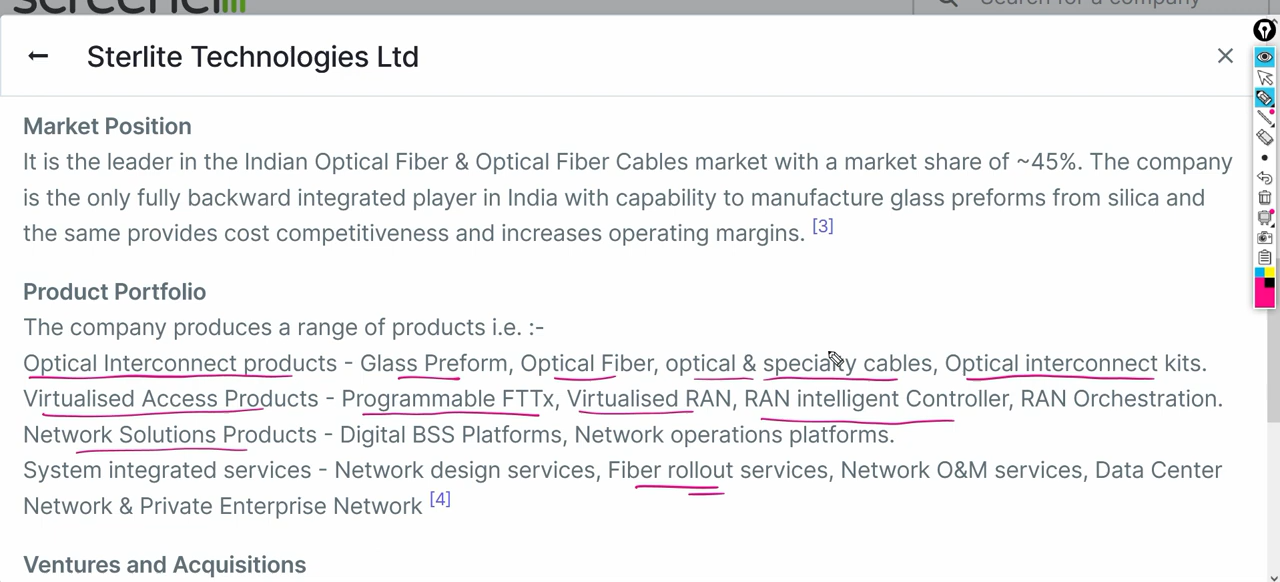 Search for a company
Sterlite Technologies Ltd
Market Position
It is the leader in the Indian Optical Fiber & Optical Fiber Cables market with a market share of ~45%. The company
is the only fully backward integrated player in India with capability to manufacture glass preforms from silica and
the same provides cost competitiveness and increases operating margins. [3]
Product Portfolio
The company produces a range of products i.e. :-
Optical Interconnect products - Glass Preform, Optical Fiber, optical & specialty cables, Optical interconnect kits.
Virtualised Access Products - Programmable FTTx, Virtualised RAN, RAN intelligent Controller, RAN Orchestration.
Network Solutions Products - Digital BSS Platforms, Network operations platforms.
System integrated services - Network design services, Fiber rollout services, Network O&M services, Data Center
Network & Private Enterprise Network [4]
Ventures and Acquisitions